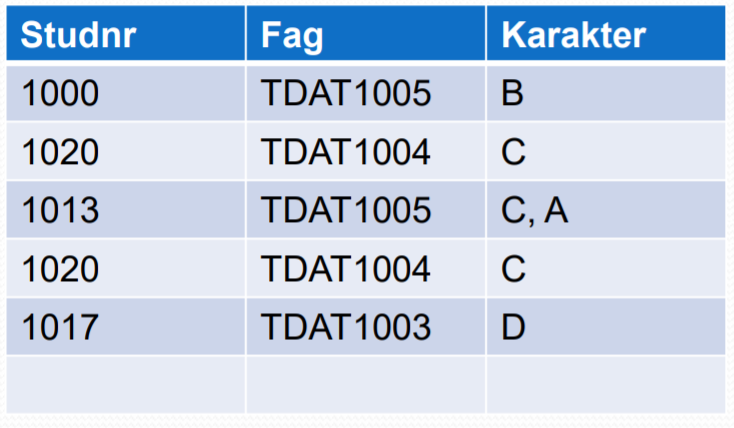 Studnr Fag Karakter
1000 TDAT1005 B
1020 TDAT1004 C
1013 TDAT1005 C, A
1020 TDAT1004 C
1017 TDAT1003 D